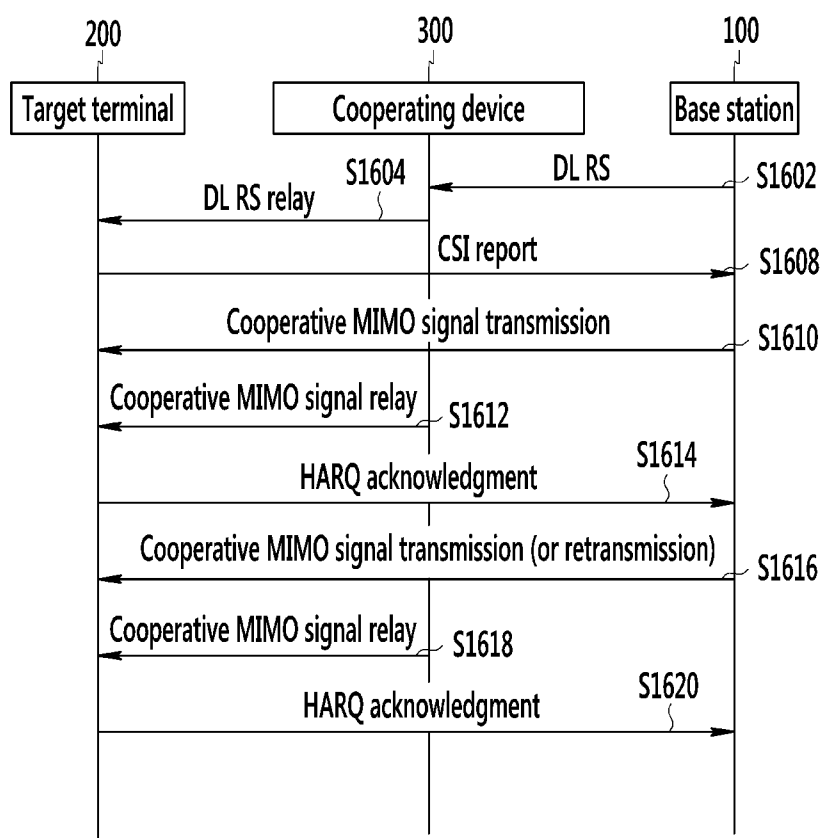 200
300
100
Target terminal
Cooperating device
Base station
DL RS
S1602
S1604
DL RS relay
CSI report
S1608
Cooperative MIMO signal transmission
S1610
Cooperative MIMO signal relay
S1612
S1614
HARQ acknowledgment
Cooperative MIMO signal transmission (or retransmission)
S1616
Cooperative MIMO signal relay
S1618
S1620
HARQ acknowledgment